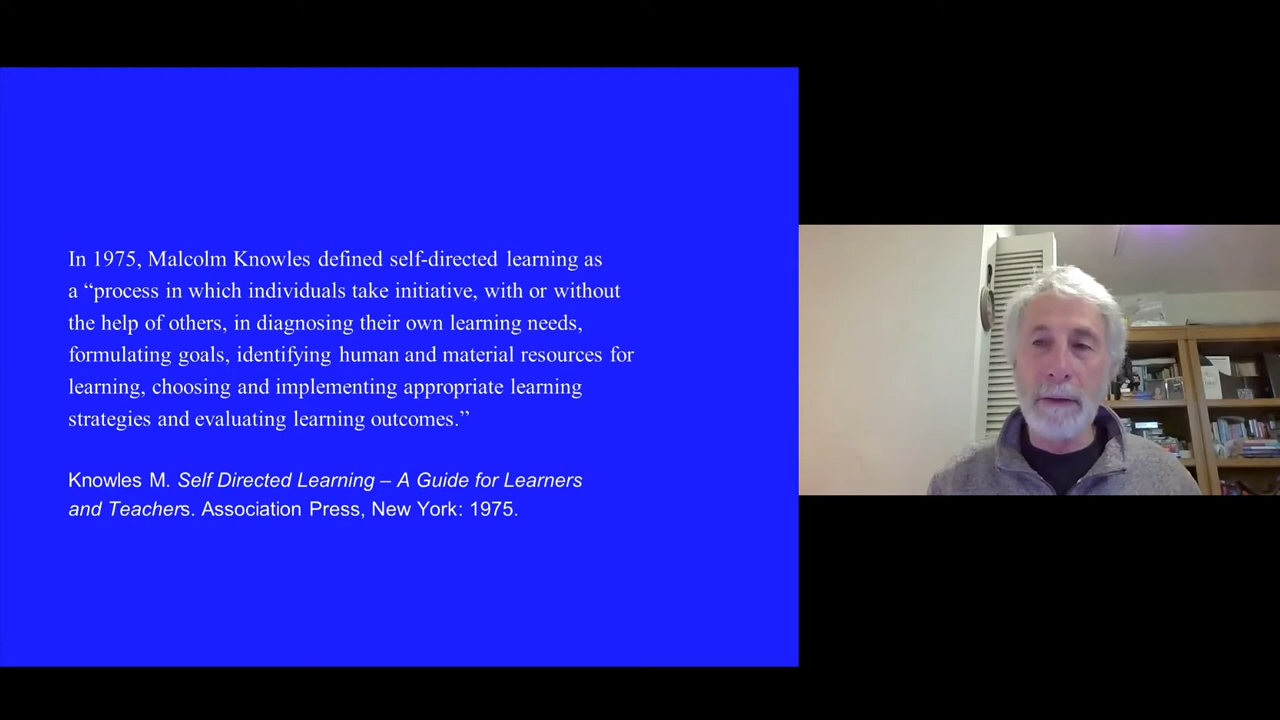 In 1975, Malcolm Knowles defined self-directed learning as
a “process in which individuals take initiative, with or without
the help of others, in diagnosing their own learning needs,
formulating goals, identifying human and material resources for
learning, choosing and implementing appropriate learning
strategies and evaluating learning outcomes.”
Knowles M. Self Directed Learning – A Guide for Learners
and Teachers. Association Press, New York: 1975.